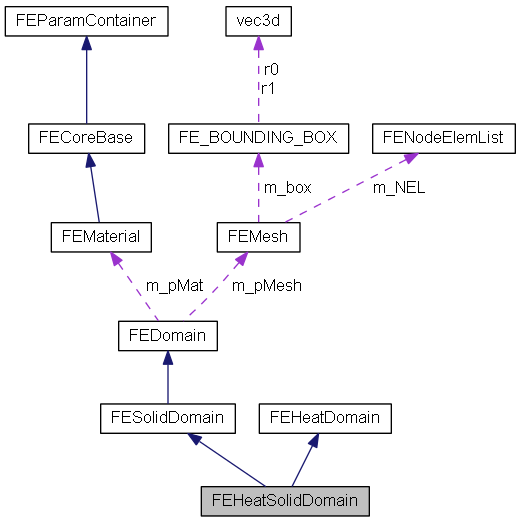 FEParamContainer
vec3d
r0
r1
FECoreBase
FE_BOUNDING_BOX
FENodeElemList
m_box
m_NEL
FEMaterial
FEMesh
m_pMat
m_pMesh
FEDomain
FESolidDomain
FEHeatDomain
FEHeatSolidDomain